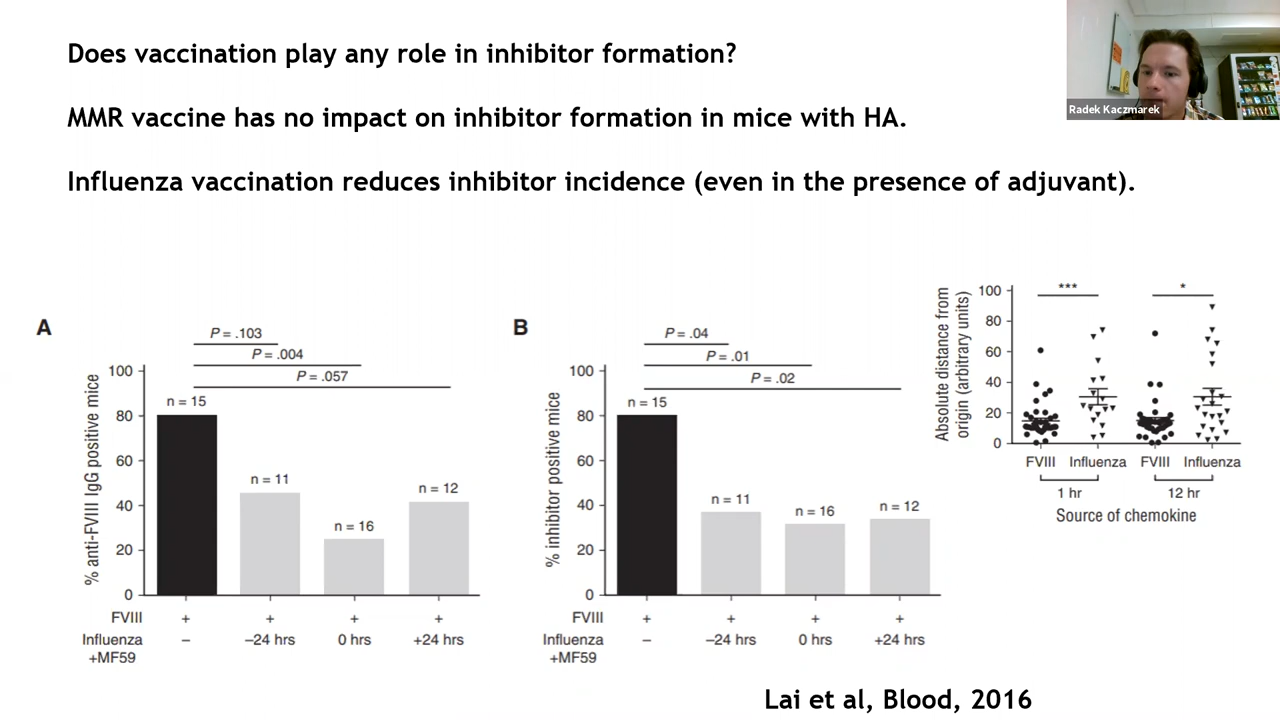 Does vaccination play any role in inhibitor formation?
Radek Kaczmarek
MMR vaccine has no impact on inhibitor formation in mice with HA.
Influenza vaccination reduces inhibitor incidence (even in the presence of adjuvant).
A
% anti-FVIII IgG positive mice
P = .103
P = .004
P = .057
100
80
60
40
20
0
n = 15
n = 11
n = 16
n = 12
FVIII + + + +
Influenza – –24 hrs 0 hrs +24 hrs
+MF59
B
% inhibitor positive mice
P = .04
P = .01
P = .02
100
80
60
40
20
0
n = 15
n = 11
n = 16
n = 12
FVIII + + + +
Influenza – –24 hrs 0 hrs +24 hrs
+MF59
Absolute distance from
origin (arbitrary units)
100
80
60
40
20
0
*** *
FVIII Influenza FVIII Influenza
1 hr 12 hr
Source of chemokine
Lai et al, Blood, 2016